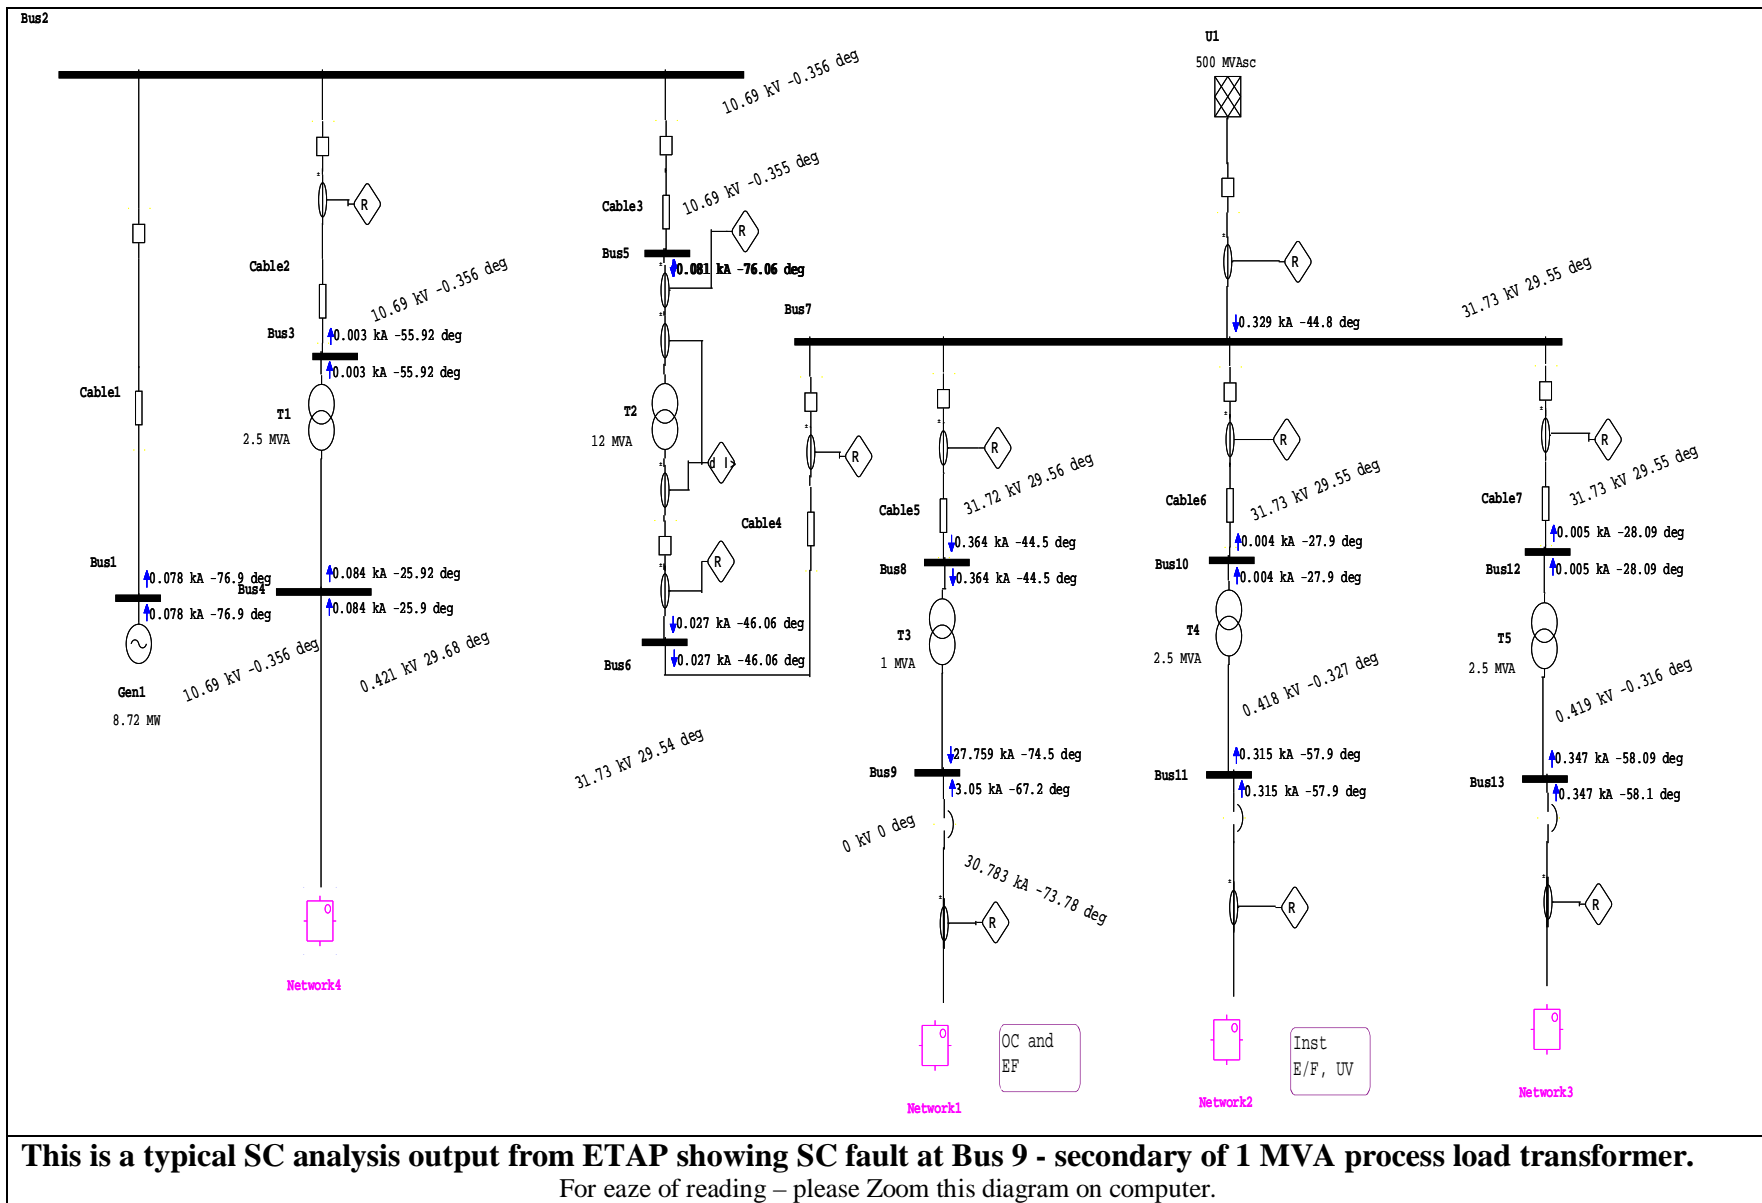 Bus2
U1
500 MVAsc
10.69 kV -0.356 deg
R
Cable3
10.69 kV -0.355 deg
R
Bus5
0.081 kA -76.06 deg
R
Cable2
10.69 kV -0.356 deg
Bus3
0.003 kA -55.92 deg
0.003 kA -55.92 deg
Bus7
0.329 kA -44.8 deg
31.73 kV 29.55 deg
Cable1
T1
2.5 MVA
T2
12 MVA
d I>
R
R
R
R
Cable4
Cable5
31.72 kV 29.56 deg
Cable6
31.73 kV 29.55 deg
Cable7
31.73 kV 29.55 deg
Bus1
0.078 kA -76.9 deg
0.078 kA -76.9 deg
Bus4
0.084 kA -25.92 deg
0.084 kA -25.9 deg
R
0.364 kA -44.5 deg
Bus8
0.364 kA -44.5 deg
0.004 kA -27.9 deg
Bus10
0.004 kA -27.9 deg
0.005 kA -28.09 deg
Bus12
0.005 kA -28.09 deg
0.027 kA -46.06 deg
Bus6
0.027 kA -46.06 deg
T3
1 MVA
T4
2.5 MVA
T5
2.5 MVA
Gen1
8.72 MW
10.69 kV -0.356 deg
0.421 kV 29.68 deg
31.73 kV 29.54 deg
0.418 kV -0.327 deg
0.419 kV -0.316 deg
27.759 kA -74.5 deg
Bus9
3.05 kA -67.2 deg
0.315 kA -57.9 deg
Bus11
0.315 kA -57.9 deg
0.347 kA -58.09 deg
Bus13
0.347 kA -58.1 deg
0 kV 0 deg
30.783 kA -73.78 deg
R
R
R
Network4
OC and
EF
Inst
E/F, UV
Network1
Network2
Network3
This is a typical SC analysis output from ETAP showing SC fault at Bus 9 - secondary of 1 MVA process load transformer.
For eaze of reading – please Zoom this diagram on computer.